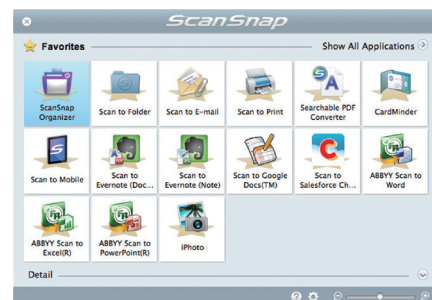 ScanSnap
Favorites
Show All Applications
ScanSnap
Organizer
Scan to Folder
Scan to E-mail
Scan to Print
Searchable PDF
Converter
CardMinder
Scan to Mobile
Scan to
Evernote (Doc...
Scan to
Evernote (Note)
Scan to Google
Docs(TM)
Scan to
Salesforce Ch...
ABBYY Scan to
Word
ABBYY Scan to
Excel(R)
ABBYY Scan to
PowerPoint(R)
iPhoto
Detail